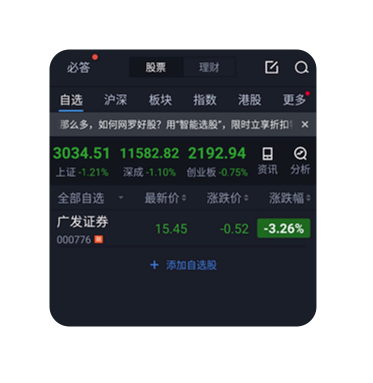 必答 股票 理财
自选 沪深 板块 指数 港股 更多
那么多，如何网罗好股？用"智能选股"，限时立享折扣！ ×
3034.51 11582.82 2192.94
上证 -1.21% 深成 -1.10% 创业板 -0.75% 资讯 分析
全部自选 最新价 涨跌价 涨跌幅
广发证券 15.45 -0.52 -3.26%
000776 融
+ 添加自选股